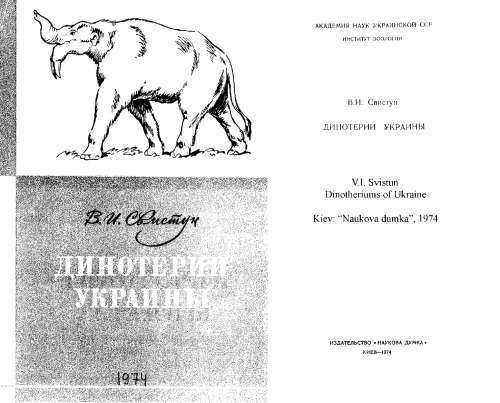 В.И. Свистун
ДИНОТЕРИИ
УКРАИНЫ
1974
АКАДЕМИЯ НАУК УКРАИНСКОЙ ССР
ИНСТИТУТ ЗООЛОГИИ
В.И. Свистун
ДИНОТЕРИИ УКРАИНЫ
V.I. Svistun
Dinotheriums of Ukraine
Kiev: “Naukova dumka”, 1974
ИЗДАТЕЛЬСТВО «НАУКОВА ДУМКА»
КИЕВ—1974